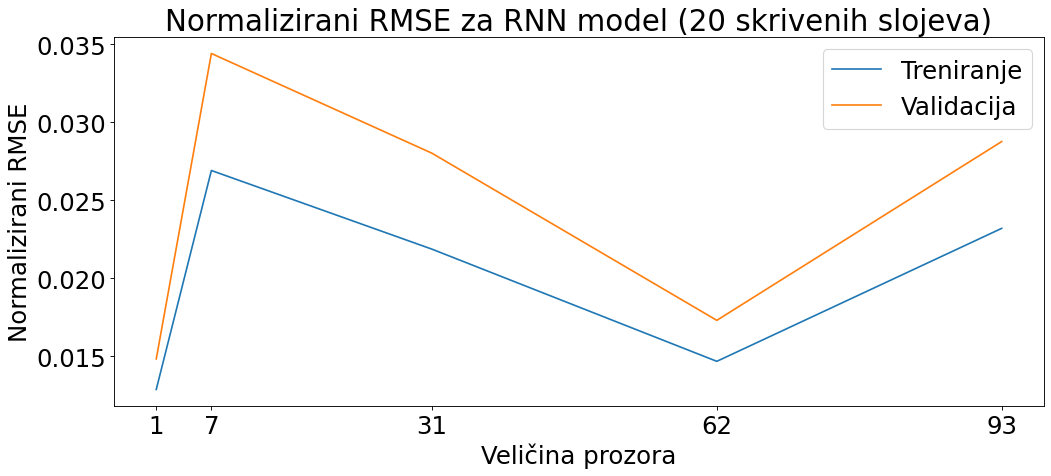 Normalizirani RMSE za RNN model (20 skrivenih slojeva)
Treniranje
Validacija
Normalizirani RMSE
0.035
0.030
0.025
0.020
0.015
1 7 31 62 93
Veličina prozora